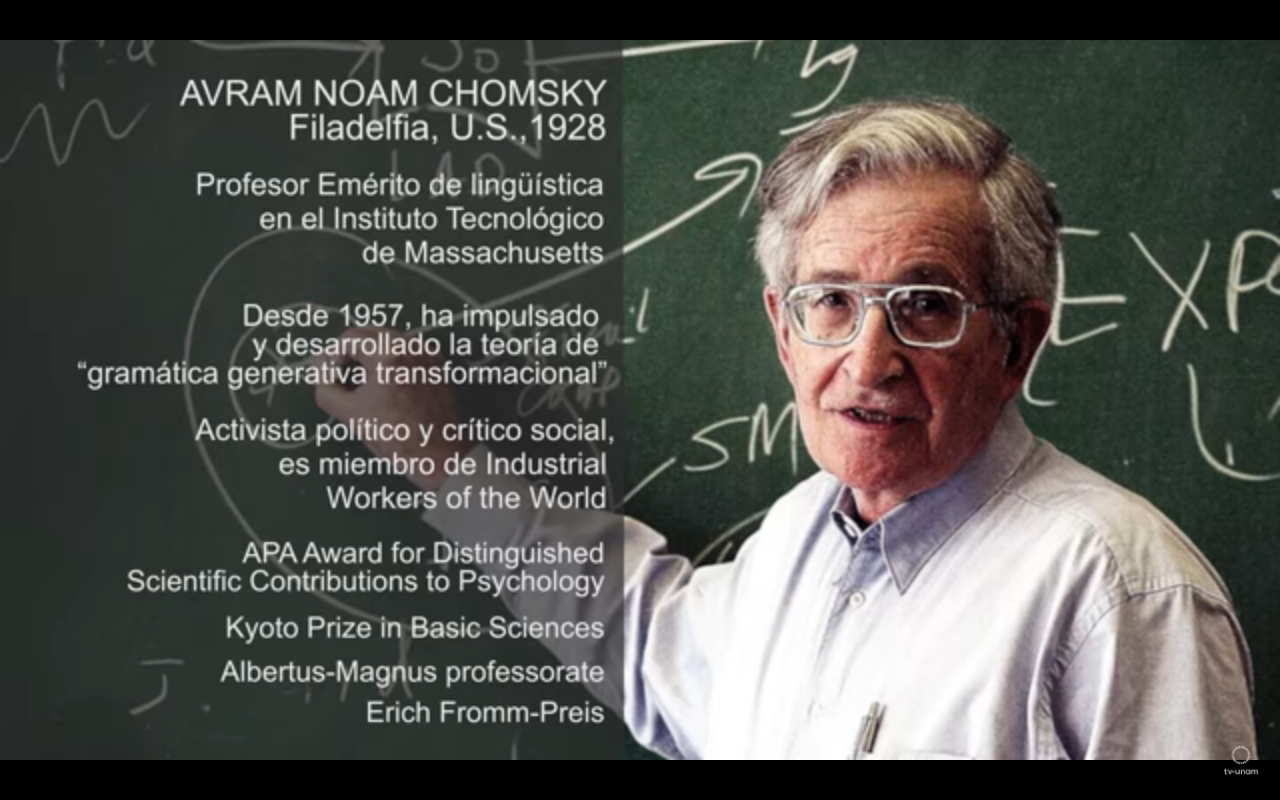 AVRAM NOAM CHOMSKY
Filadelfia, U.S.,1928
Profesor Emérito de lingüística
en el Instituto Tecnológico
de Massachusetts
Desde 1957, ha impulsado
y desarrollado la teoría de
“gramática generativa transformacional”
Activista político y crítico social,
es miembro de Industrial
Workers of the World
APA Award for Distinguished
Scientific Contributions to Psychology
Kyoto Prize in Basic Sciences
Albertus-Magnus professorate
Erich Fromm-Preis
SM
tv·unam